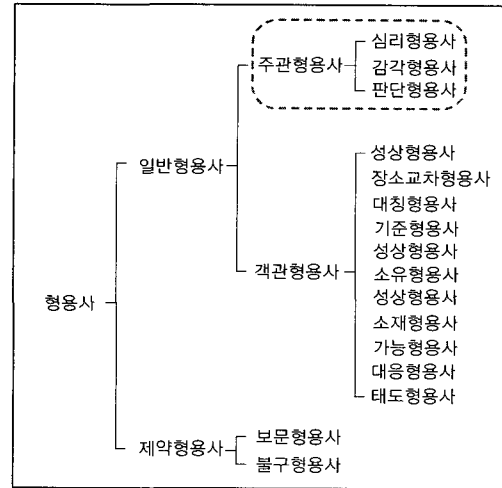 심리형용사
주관형용사
감각형용사
판단형용사
성상형용사
일반형용사
장소교차형용사
대칭형용사
기준형용사
성상형용사
객관형용사
소유형용사
성상형용사
형용사
소재형용사
가능형용사
대응형용사
태도형용사
보문형용사
제약형용사
불구형용사